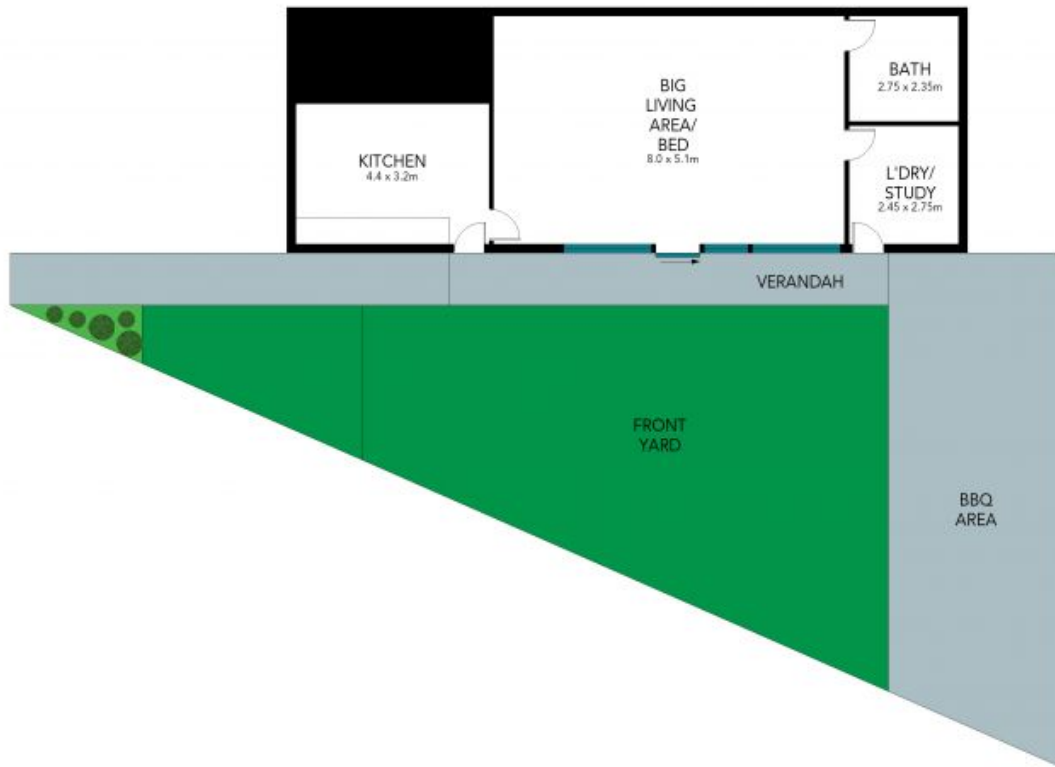 BIG
LIVING
AREA/
BED
8.0 x 5.1m
BATH
2.75 x 2.35m
KITCHEN
4.4 x 3.2m
L'DRY/
STUDY
2.45 x 2.75m
VERANDAH
FRONT
YARD
BBQ
AREA